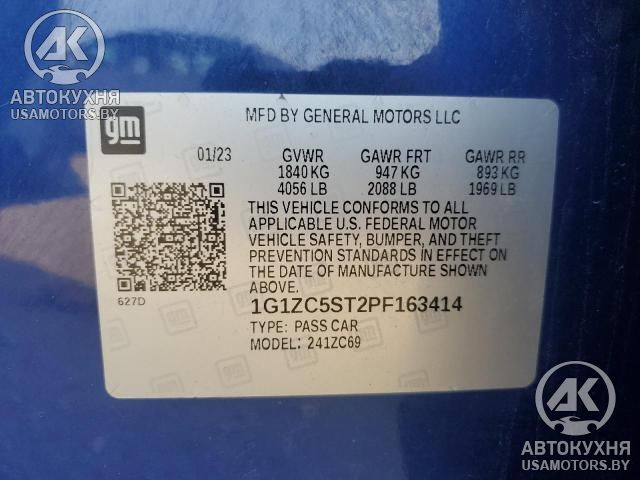 AK
АВТОКУХНЯ
USAMOTORS.BY
gm
MFD BY GENERAL MOTORS LLC
01/23 GVWR GAWR FRT GAWR RR
1840 KG 947 KG 893 KG
4056 LB 2088 LB 1969 LB
THIS VEHICLE CONFORMS TO ALL
APPLICABLE U.S. FEDERAL MOTOR
VEHICLE SAFETY, BUMPER, AND THEFT
PREVENTION STANDARDS IN EFFECT ON
THE DATE OF MANUFACTURE SHOWN ABOVE.
627D
1G1ZC5ST2PF163414
TYPE: PASS CAR
MODEL: 241ZC69
AK
АВТОКУХНЯ
USAMOTORS.BY